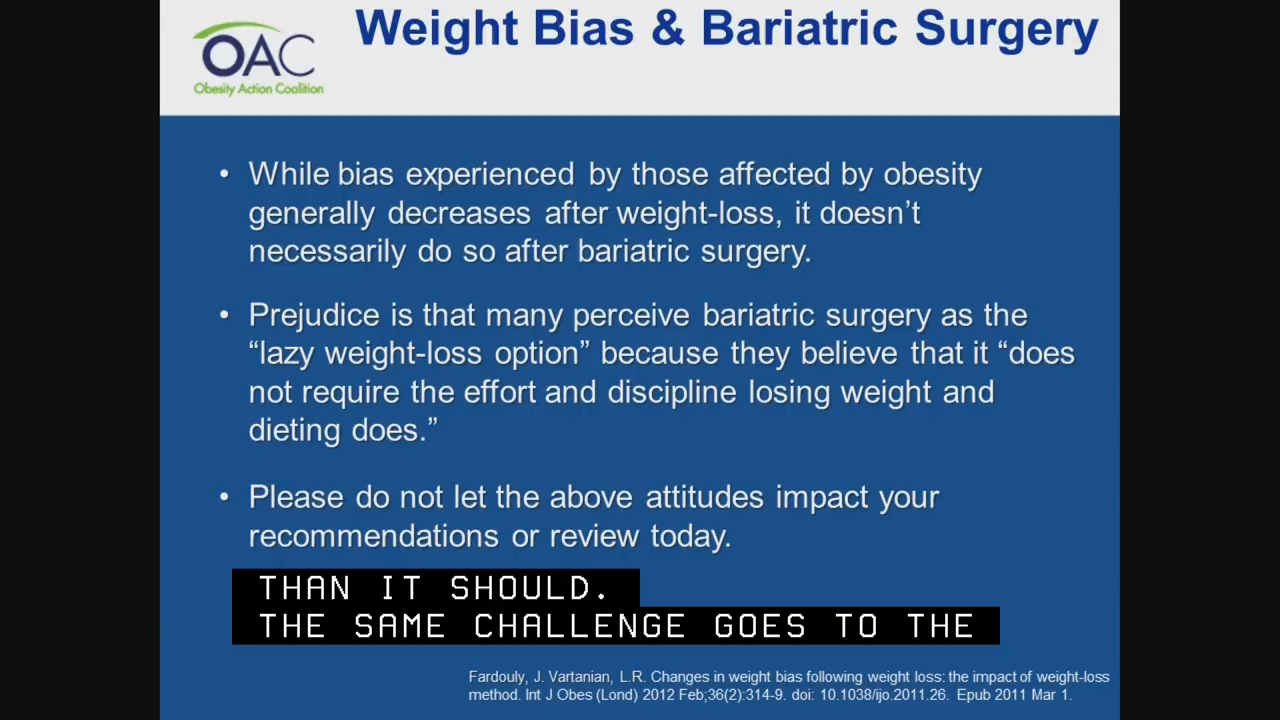 Weight Bias & Bariatric Surgery
OAC
Obesity Action Coalition
• While bias experienced by those affected by obesity
generally decreases after weight-loss, it doesn’t
necessarily do so after bariatric surgery.
• Prejudice is that many perceive bariatric surgery as the
“lazy weight-loss option” because they believe that it “does
not require the effort and discipline losing weight and
dieting does.”
• Please do not let the above attitudes impact your
recommendations or review today.
THAN IT SHOULD.
THE SAME CHALLENGE GOES TO THE
Fardouly, J. Vartanian, L.R. Changes in weight bias following weight loss: the impact of weight-loss
method. Int J Obes (Lond) 2012 Feb;36(2):314-9. doi: 10.1038/ijo.2011.26. Epub 2011 Mar 1.